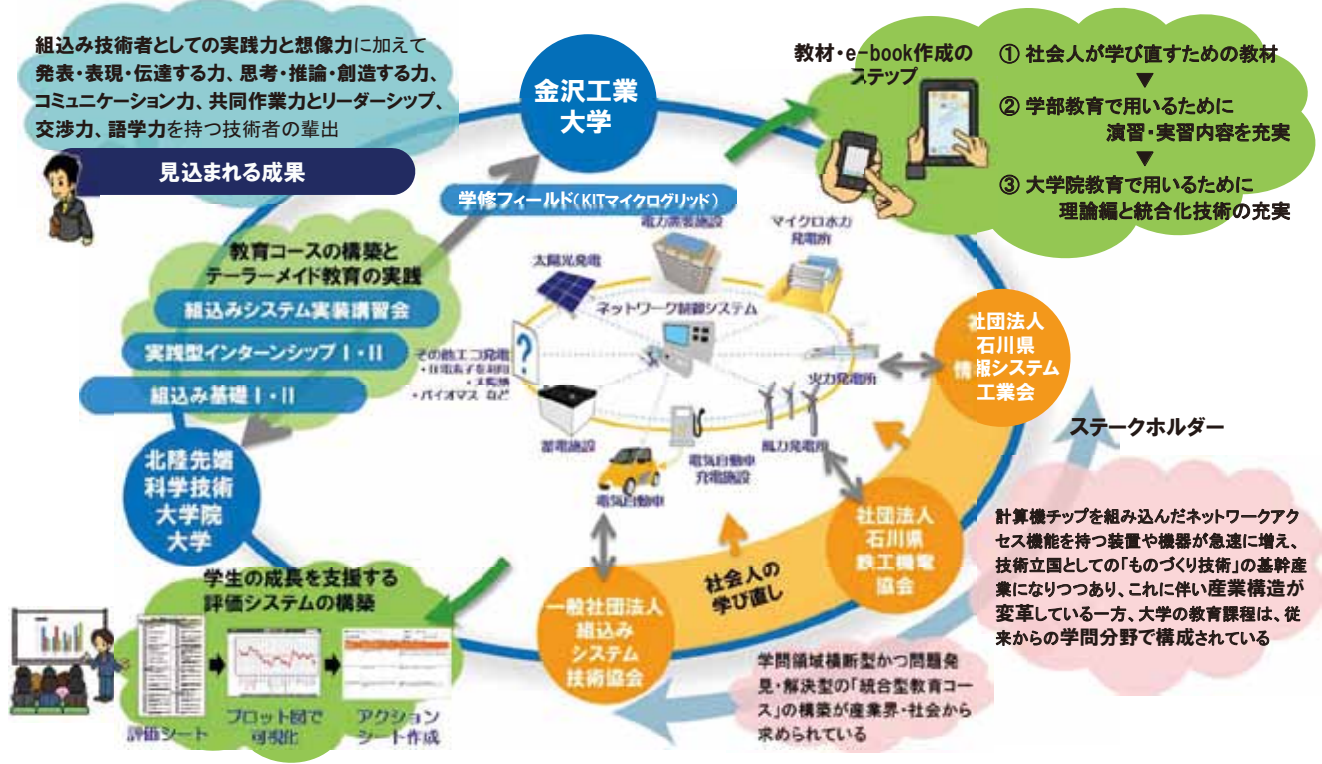 組込み技術者としての実践力と想像力に加えて
発表・表現・伝達する力、思考・推論・創造する力、
コミュニケーション力、共同作業力とリーダーシップ、
交渉力、語学力を持つ技術者の輩出
見込まれる成果
金沢工業
大学
教材・e-book作成の
ステップ
① 社会人が学び直すための教材
▼
② 学部教育で用いるために
演習・実習内容を充実
▼
③ 大学院教育で用いるために
理論編と統合化技術の充実
学修フィールド(KITマイクログリッド)
教育コースの構築と
テーラーメイド教育の実践
組込みシステム実装講習会
実践型インターンシップⅠ・Ⅱ
組込み基礎Ⅰ・Ⅱ
電力需要施設
マイクロ水力
発電所
太陽光発電
ネットワーク制御システム
?
その他エコ発電
・バイオマス など
火力発電所
蓄電施設
電気自動車
充電施設
風力発電所
電気自動車
社団法人
石川県
情報システム
工業会
ステークホルダー
北陸先端
科学技術
大学院
大学
社団法人
石川県
鉄工機電
協会
計算機チップを組み込んだネットワークアク
セス機能を持つ装置や機器が急速に増え、
技術立国としての「ものづくり技術」の基幹産
業になりつつあり、これに伴い産業構造が
変革している一方、大学の教育課程は、従
来からの学問分野で構成されている
社会人の
学び直し
一般社団法人
組込み
システム
技術協会
学問領域横断型かつ問題発
見・解決型の「統合型教育コー
ス」の構築が産業界・社会から
求められている
学生の成長を支援する
評価システムの構築
評価シート
プロット図で
可視化
アクション
シート作成